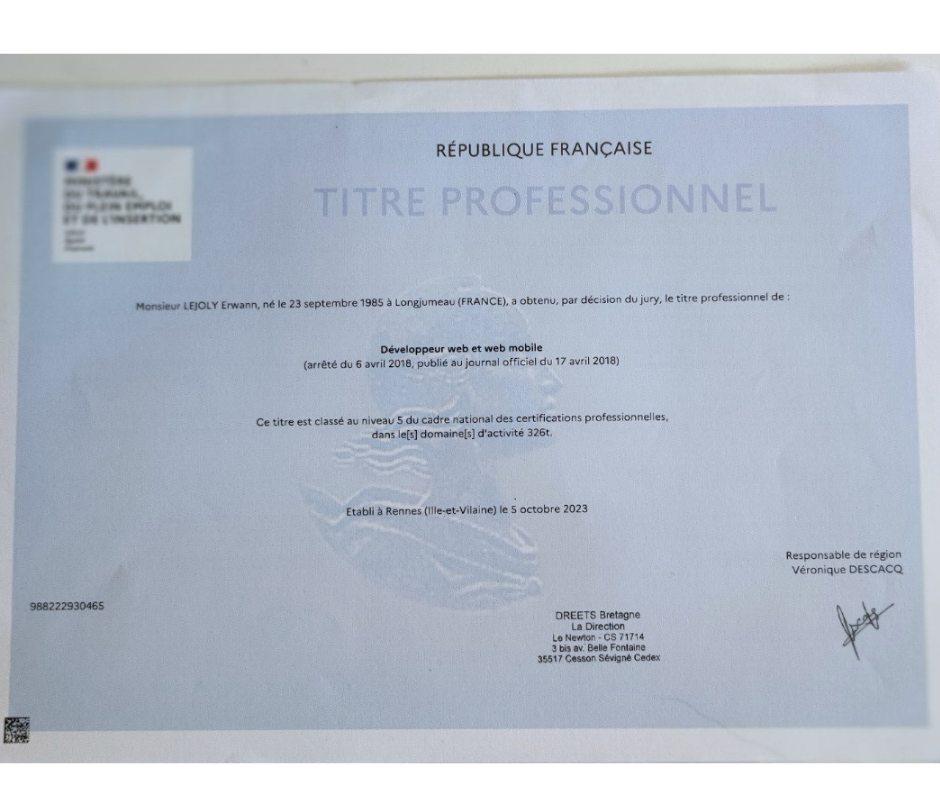 MINISTÈRE
DU TRAVAIL,
DU PLEIN EMPLOI
ET DE L'INSERTION
RÉPUBLIQUE FRANÇAISE
TITRE PROFESSIONNEL
Monsieur LEJOLY Erwann, né le 23 septembre 1985 à Longjumeau (FRANCE), a obtenu, par décision du jury, le titre professionnel de :
Développeur web et web mobile
(arrêté du 6 avril 2018, publié au journal officiel du 17 avril 2018)
Ce titre est classé au niveau 5 du cadre national des certifications professionnelles,
dans le[s] domaine[s] d'activité 326t.
Etabli à Rennes (Ille-et-Vilaine) le 5 octobre 2023
Responsable de région
Véronique DESCACQ
988222930465
DREETS Bretagne
La Direction
Le Newton - CS 71714
3 bis av. Belle Fontaine
35517 Cesson Sévigné Cedex